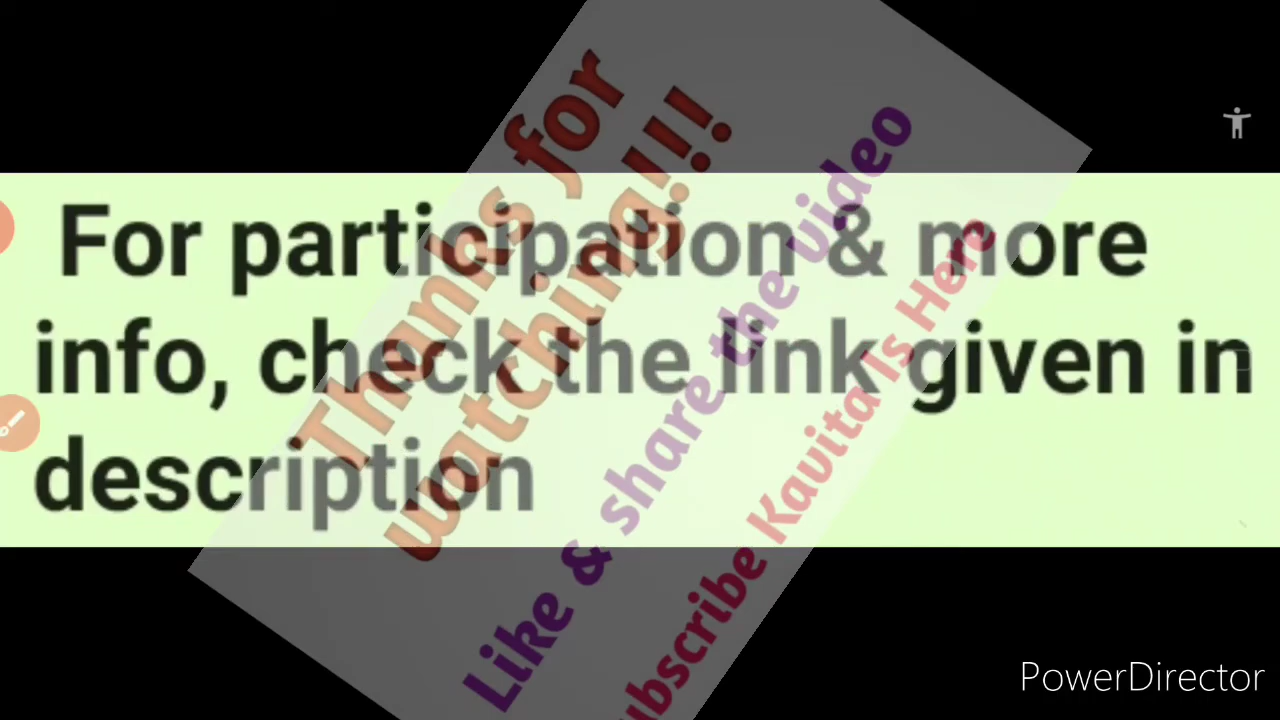 For participation & more
info, check the link given in
description
Thanks for
watching!!!
Like & share the video
ubscribe Kavita Is Here
PowerDirector